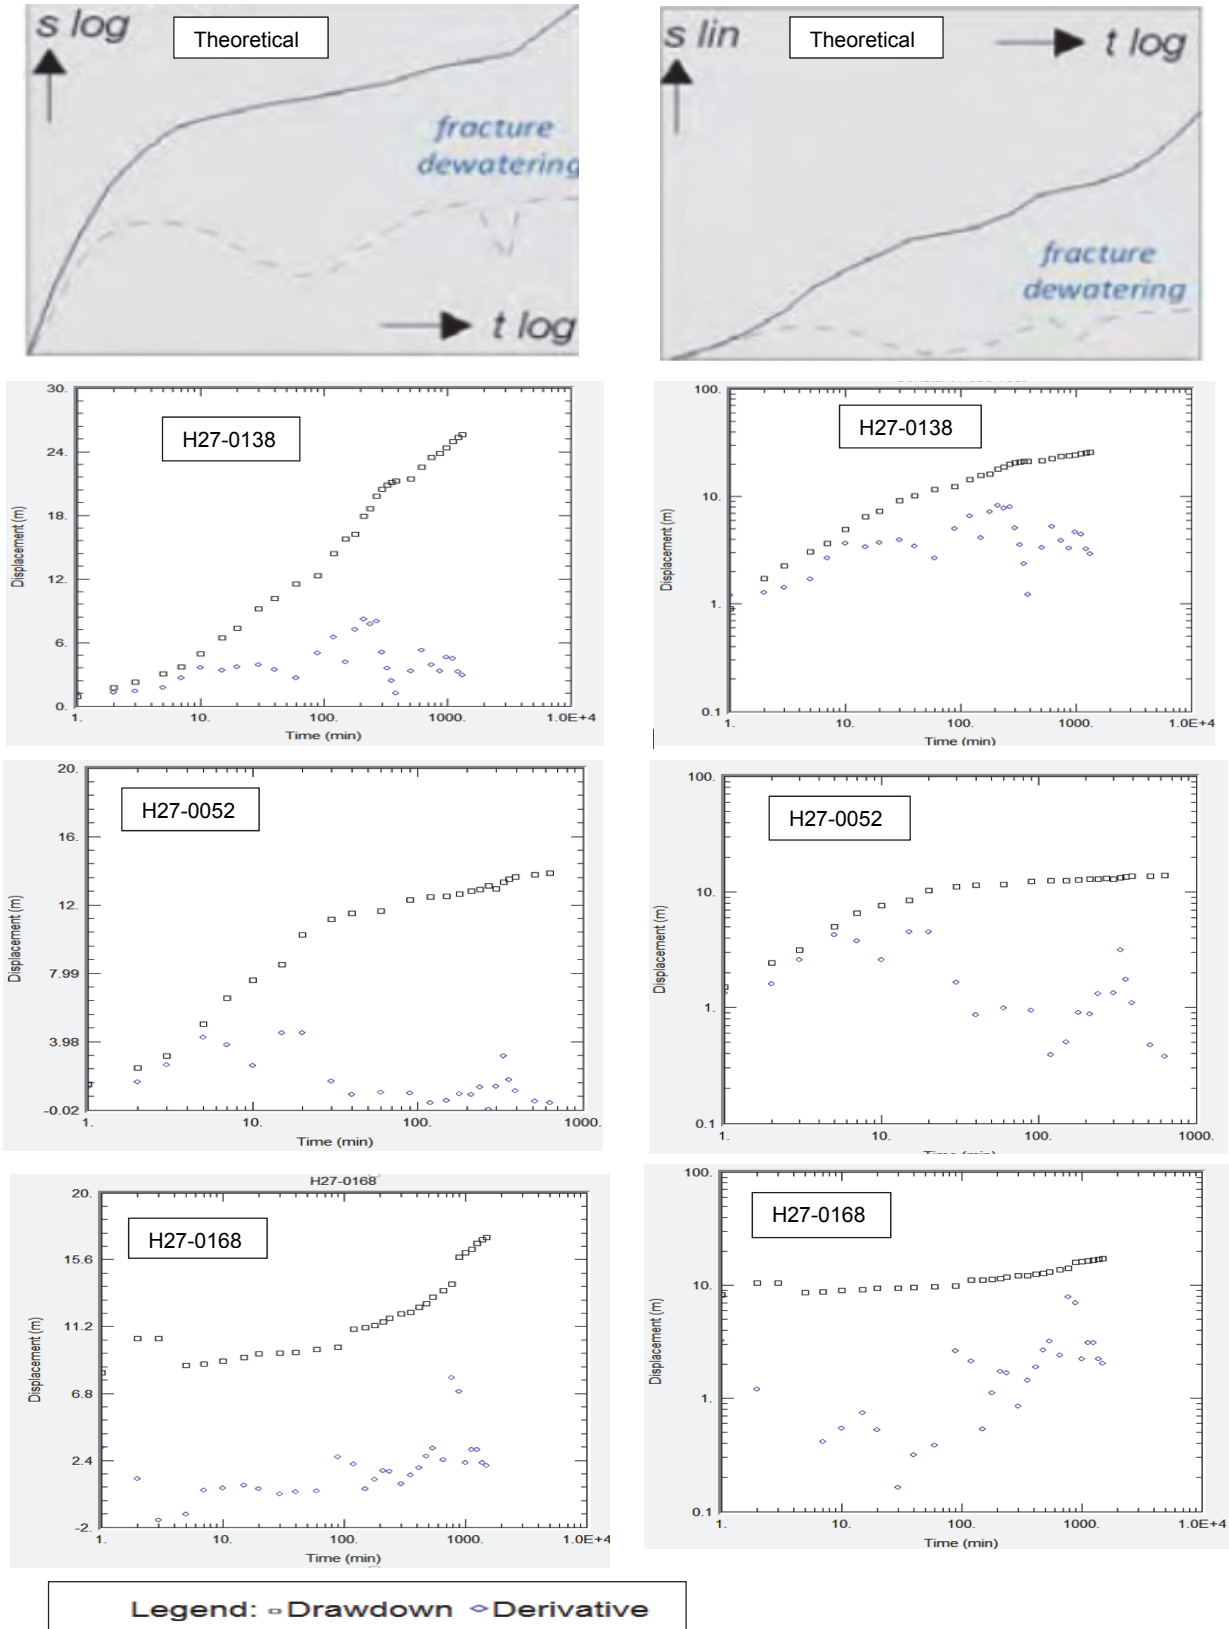 s log
Theoretical
fracture
dewatering
t log
s lin
Theoretical
t log
fracture
dewatering
30.
24.
18.
12.
6.
0.
Displacement (m)
H27-0138
1.
10.
100.
1000.
1.0E+4
Time (min)
100.
10.
1.
0.1
Displacement (m)
H27-0138
1.
10.
100.
1000.
1.0E+4
Time (min)
20.
16.
12.
7.99
3.98
-0.02
Displacement (m)
H27-0052
1.
10.
100.
1000.
Time (min)
100.
10.
1.
0.1
Displacement (m)
H27-0052
1.
10.
100.
1000.
Time (min)
H27-0168
20.
15.6
11.2
6.8
2.4
-2.
Displacement (m)
H27-0168
1.
10.
100.
1000.
1.0E+4
Time (min)
100.
10.
1.
0.1
Displacement (m)
H27-0168
1.
10.
100.
1000.
1.0E+4
Time (min)
Legend: Drawdown Derivative